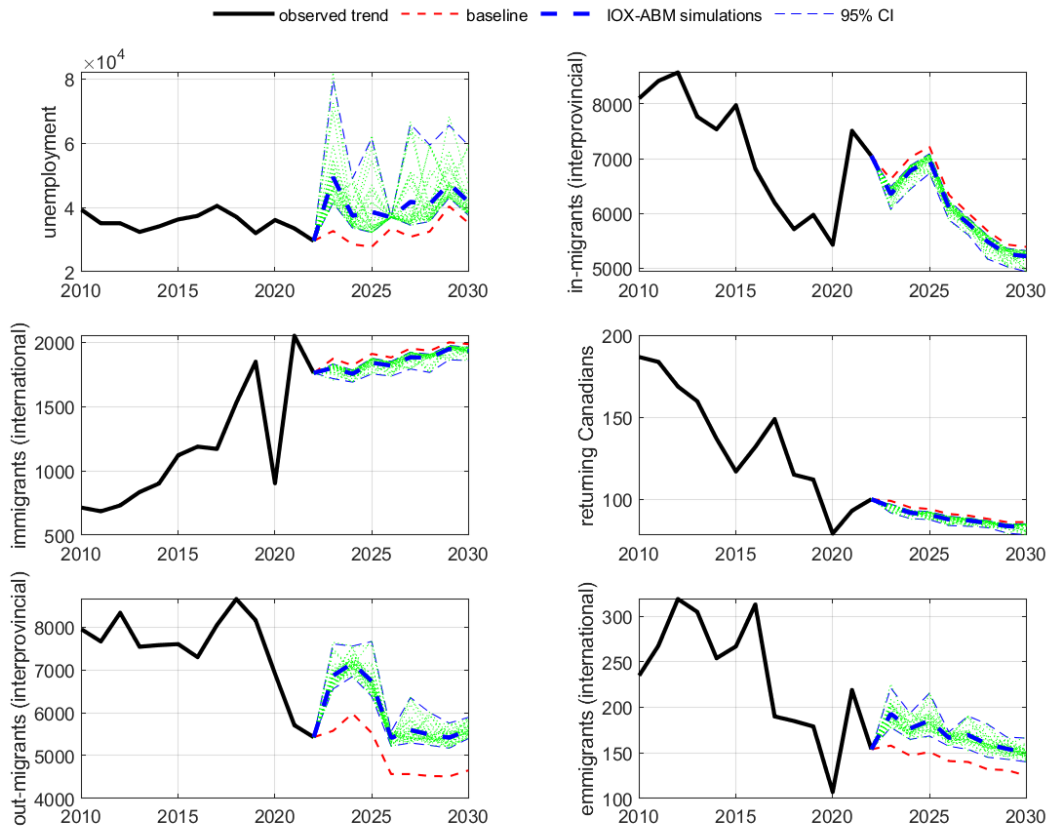 observed trend baseline IOX-ABM simulations 95% CI
×10⁴
unemployment
8
6
4
2
2010 2015 2020 2025 2030
in-migrants (interprovincial)
8000
7000
6000
5000
2010 2015 2020 2025 2030
immigrants (international)
2000
1500
1000
500
2010 2015 2020 2025 2030
returning Canadians
200
150
100
2010 2015 2020 2025 2030
out-migrants (interprovincial)
8000
7000
6000
5000
4000
2010 2015 2020 2025 2030
emmigrants (international)
300
250
200
150
100
2010 2015 2020 2025 2030